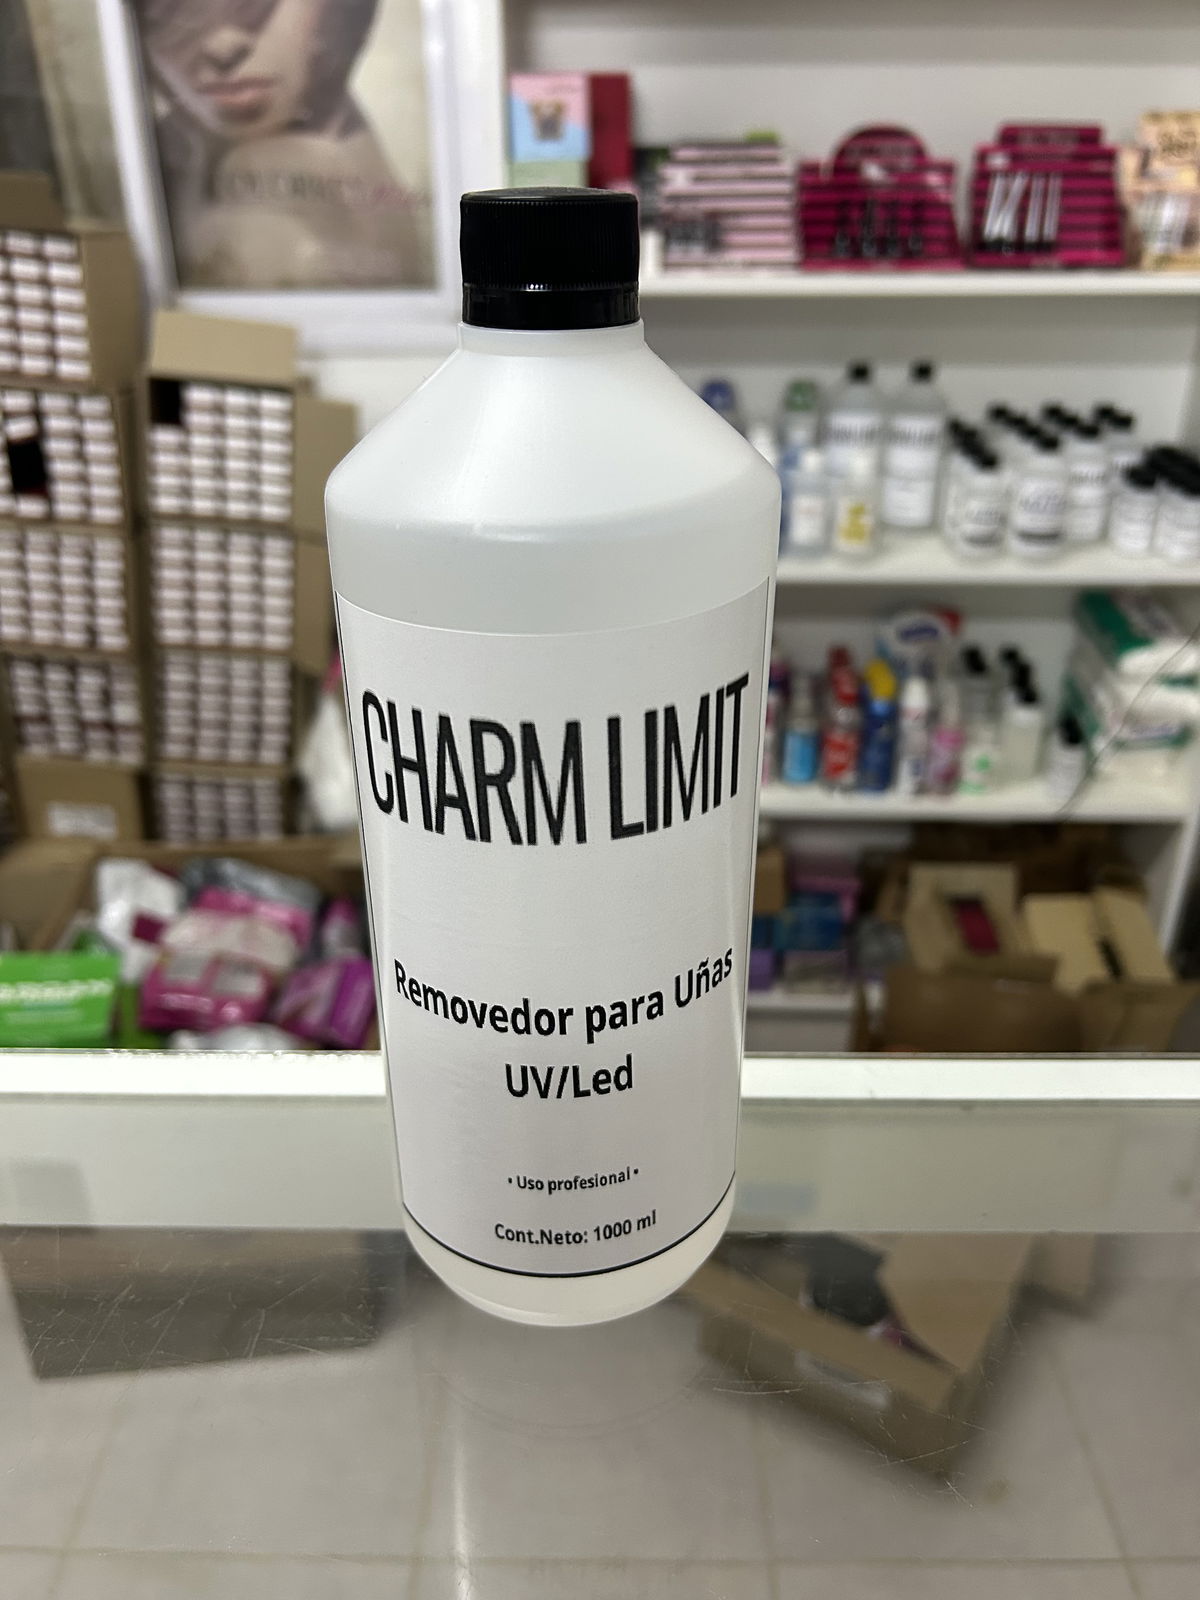 CHARM LIMIT
Removedor para Uñas
UV/Led
• Uso profesional •
Cont.Neto: 1000 ml